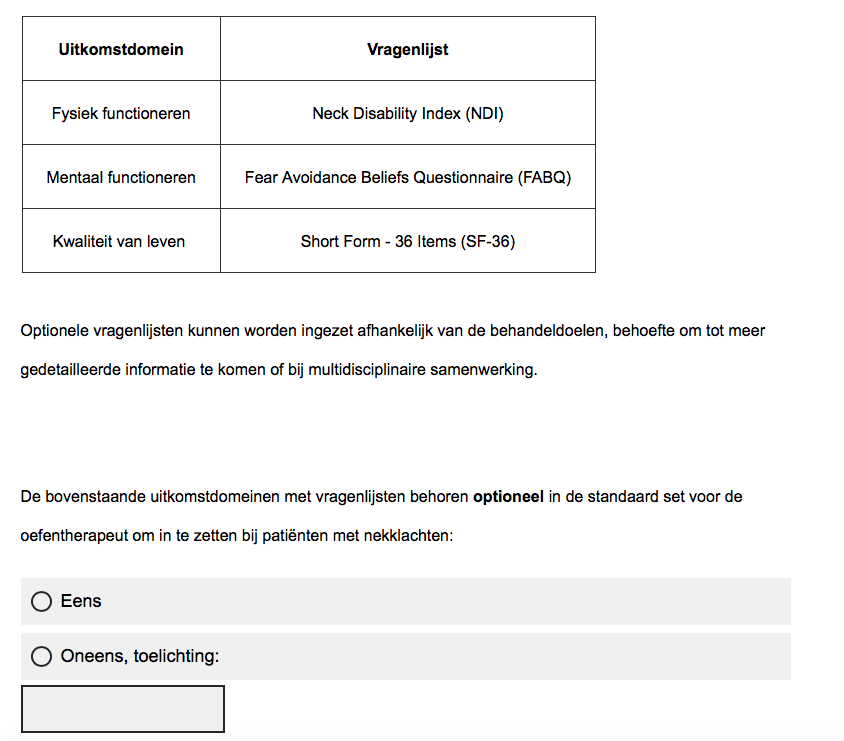 Uitkomstdomein Vragenlijst
Fysiek functioneren Neck Disability Index (NDI)
Mentaal functioneren Fear Avoidance Beliefs Questionnaire (FABQ)
Kwaliteit van leven Short Form - 36 Items (SF-36)
Optionele vragenlijsten kunnen worden ingezet afhankelijk van de behandeldoelen, behoefte om tot meer
gedetailleerde informatie te komen of bij multidisciplinaire samenwerking.
De bovenstaande uitkomstdomeinen met vragenlijsten behoren optioneel in de standaard set voor de
oefentherapeut om in te zetten bij patiënten met nekklachten:
Eens
Oneens, toelichting: